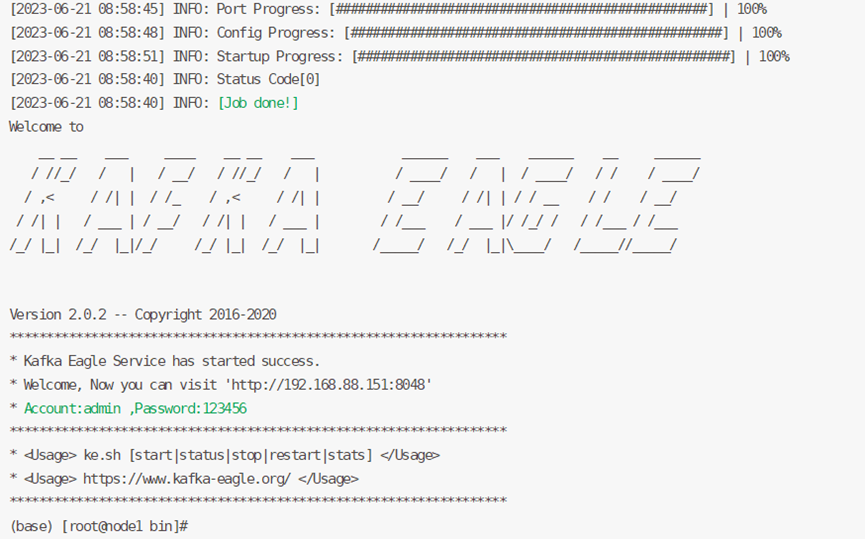 [2023-06-21 08:58:45] INFO: Port Progress: [##################################################] | 100%
[2023-06-21 08:58:48] INFO: Config Progress: [##################################################] | 100%
[2023-06-21 08:58:51] INFO: Startup Progress: [##################################################] | 100%
[2023-06-21 08:58:40] INFO: Status Code[0]
[2023-06-21 08:58:40] INFO: [Job done!]
Welcome to
KAFKA EAGLE
Version 2.0.2 -- Copyright 2016-2020
*******************************************************************
* Kafka Eagle Service has started success.
* Welcome, Now you can visit 'http://192.168.88.151:8048'
* Account:admin ,Password:123456
*******************************************************************
* <Usage> ke.sh [start|status|stop|restart|stats] </Usage>
* <Usage> https://www.kafka-eagle.org/ </Usage>
*******************************************************************
(base) [root@node1 bin]#